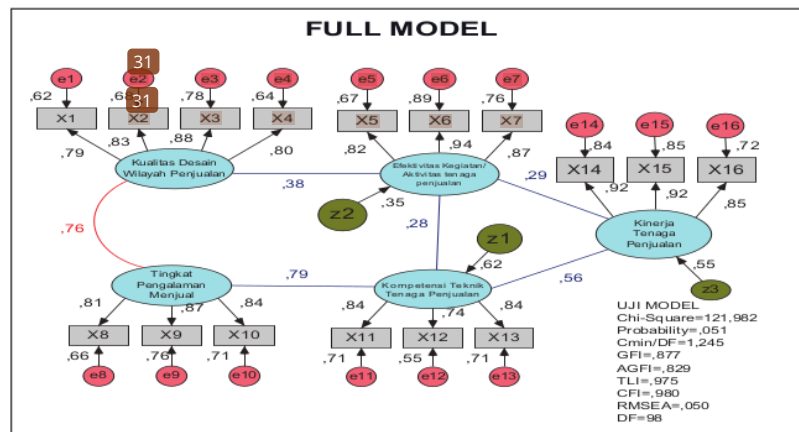 FULL MODEL
31
e1 e2 e3 e4 e5 e6 e7
,62 ,78 ,64 ,67 ,89 ,76
31
X1 X2 X3 X4 X5 X6 X7
e14 e15 e16
,84 ,85 ,72
,79 ,83 ,88 ,80 ,82 ,94 ,87
X14 X15 X16
Kualitas Desain
Wilayah Penjualan
Efektivitas Kegiatan/
Aktivitas tenaga
penjualan
,92 ,92 ,85
,38 ,29
z2 ,35
,76
,28
z1
,62
Kinerja
Tenaga
Penjualan
Tingkat
Pengalaman
Menjual
,79
Kompetensi Teknik
Tenaga Penjualan
,56
,55
z3
,81 ,87 ,84 ,84 ,74 ,84
X8 X9 X10 X11 X12 X13
,66 ,76 ,71 ,71 ,55 ,71
e8 e9 e10 e11 e12 e13
UJI MODEL
Chi-Square=121,982
Probability=,051
Cmin/DF=1,245
GFI=,877
AGFI=,829
TLI=,975
CFI=,980
RMSEA=,050
DF=98